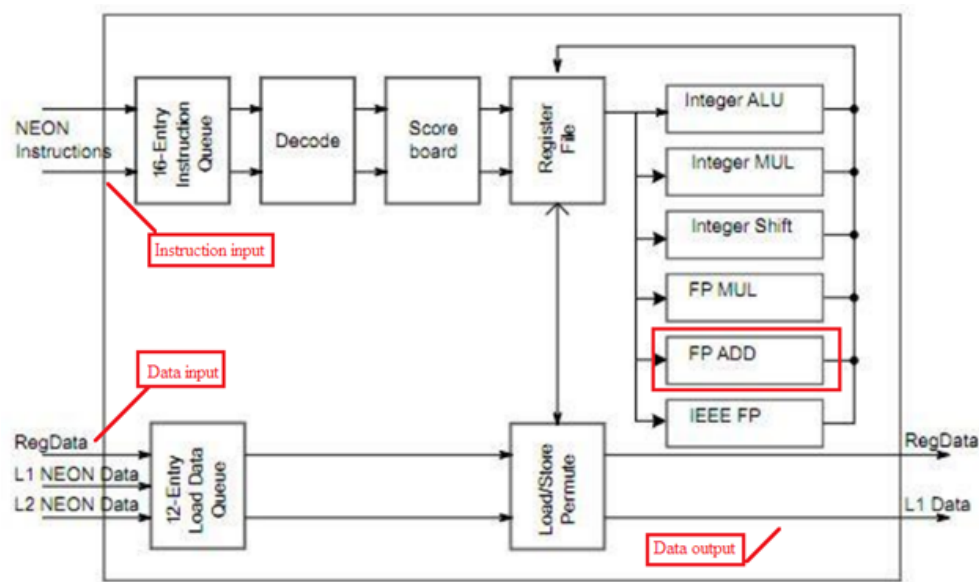 NEON
Instructions
16-Entry
Instruction
Queue
Decode
Score
board
Register
File
Integer ALU
Integer MUL
Integer Shift
FP MUL
FP ADD
IEEE FP
Instruction input
Data input
RegData
L1 NEON Data
L2 NEON Data
12-Entry
Load Data
Queue
Load/Store
Permute
RegData
L1 Data
Data output